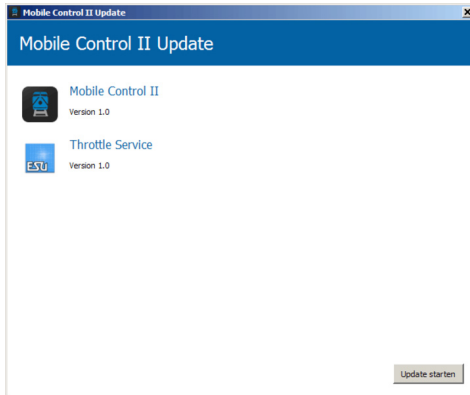 Mobile Control II Update
Mobile Control II Update
Mobile Control II
Version 1.0
Throttle Service
ESU
Version 1.0
Update starten